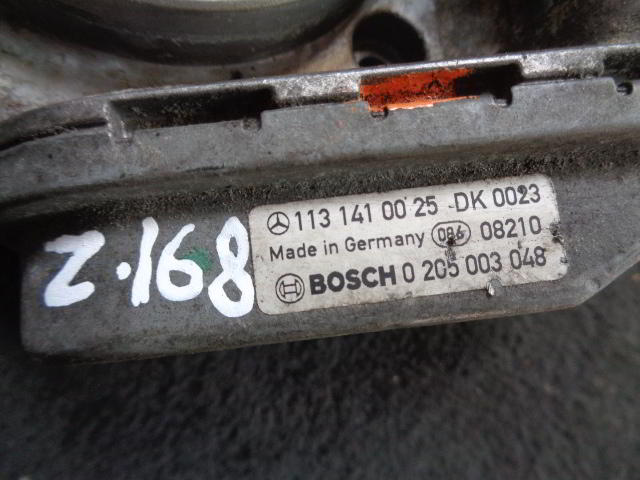 z.168
113 141 00 25 DK 0023
Made in Germany 086 08210
BOSCH 0 205 003 048